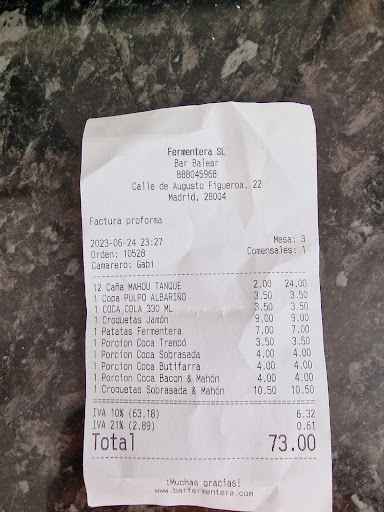 Fermentera SL
Bar Balear
B88045968
Calle de Augusto Figueroa, 22
Madrid, 28004
Factura proforma
2023-06-24 23:27 Mesa: 3
Orden: 10528 Comensales: 1
Camarero: Gabi
12 Caña MAHOU TANQUE 2.00 24.00
1 Copa PULPO ALBARIÑO 3.50 3.50
1 COCA COLA 330 ML 3.50 3.50
1 Croquetas Jamón 9.00 9.00
1 Patatas Fermentera 7.00 7.00
1 Porcion Coca Trempó 3.50 3.50
1 Porcion Coca Sobrasada 4.00 4.00
1 Porcion Coca Butifarra 4.00 4.00
1 Porcion Coca Bacon & Mahón 4.00 4.00
1 Croquetas Sobrasada & Mahón 10.50 10.50
IVA 10% (63.18) 6.32
IVA 21% (2.89) 0.61
Total 73.00
¡Muchas gracias!
www.barfermentera.com